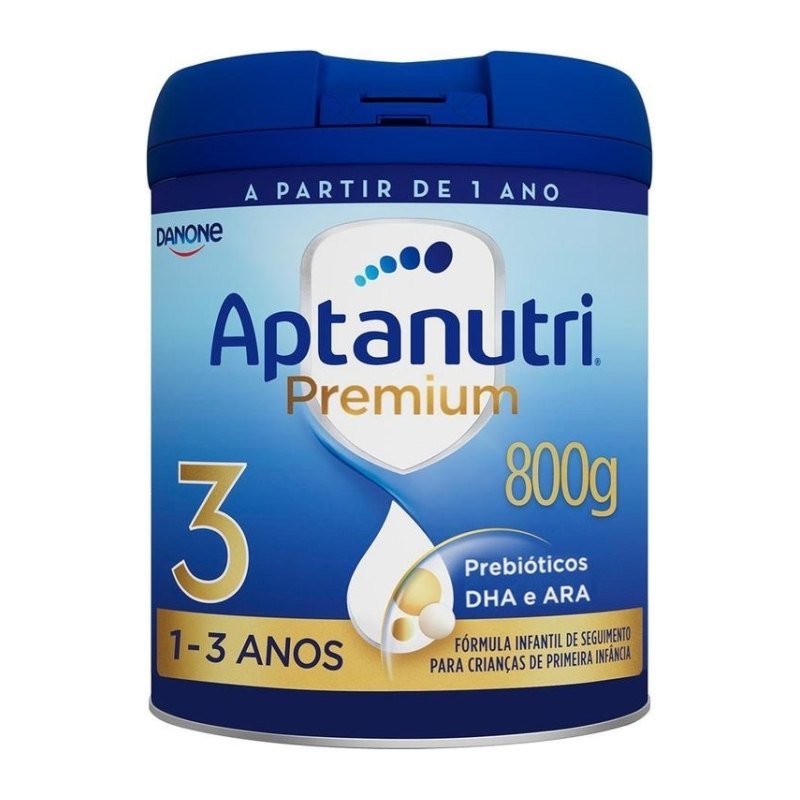 A PARTIR DE 1 ANO
DANONE
Aptanutri®
Premium
800g
3
Prebióticos
DHA e ARA
1-3 ANOS
FÓRMULA INFANTIL DE SEGUIMENTO
PARA CRIANÇAS DE PRIMEIRA INFÂNCIA